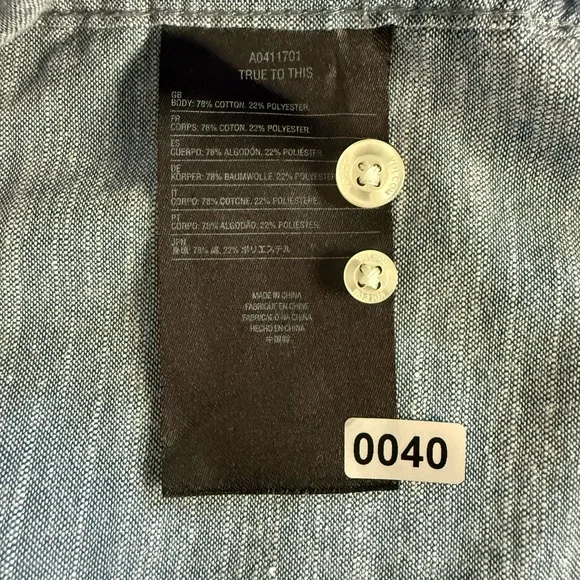 A0411701
TRUE TO THIS
GB
BODY: 78% COTTON. 22% POLYESTER.
FR
CORPS: 78% COTON. 22% POLYESTER.
ES
CUERPO: 78% ALGODÓN. 22% POLIÉSTER.
DE
KÖRPER: 78% BAUMWOLLE. 22% POLYESTER.
IT
CORPO: 78% COTONE. 22% POLIESTERE.
PT
CORPO: 78% ALGODÃO. 22% POLIÉSTER.
JPN
78% 綿. 22% ポリエステル
MADE IN CHINA
FABRIQUE EN CHINE
FABRICADO NA CHINA
HECHO EN CHINA
中国製
0040